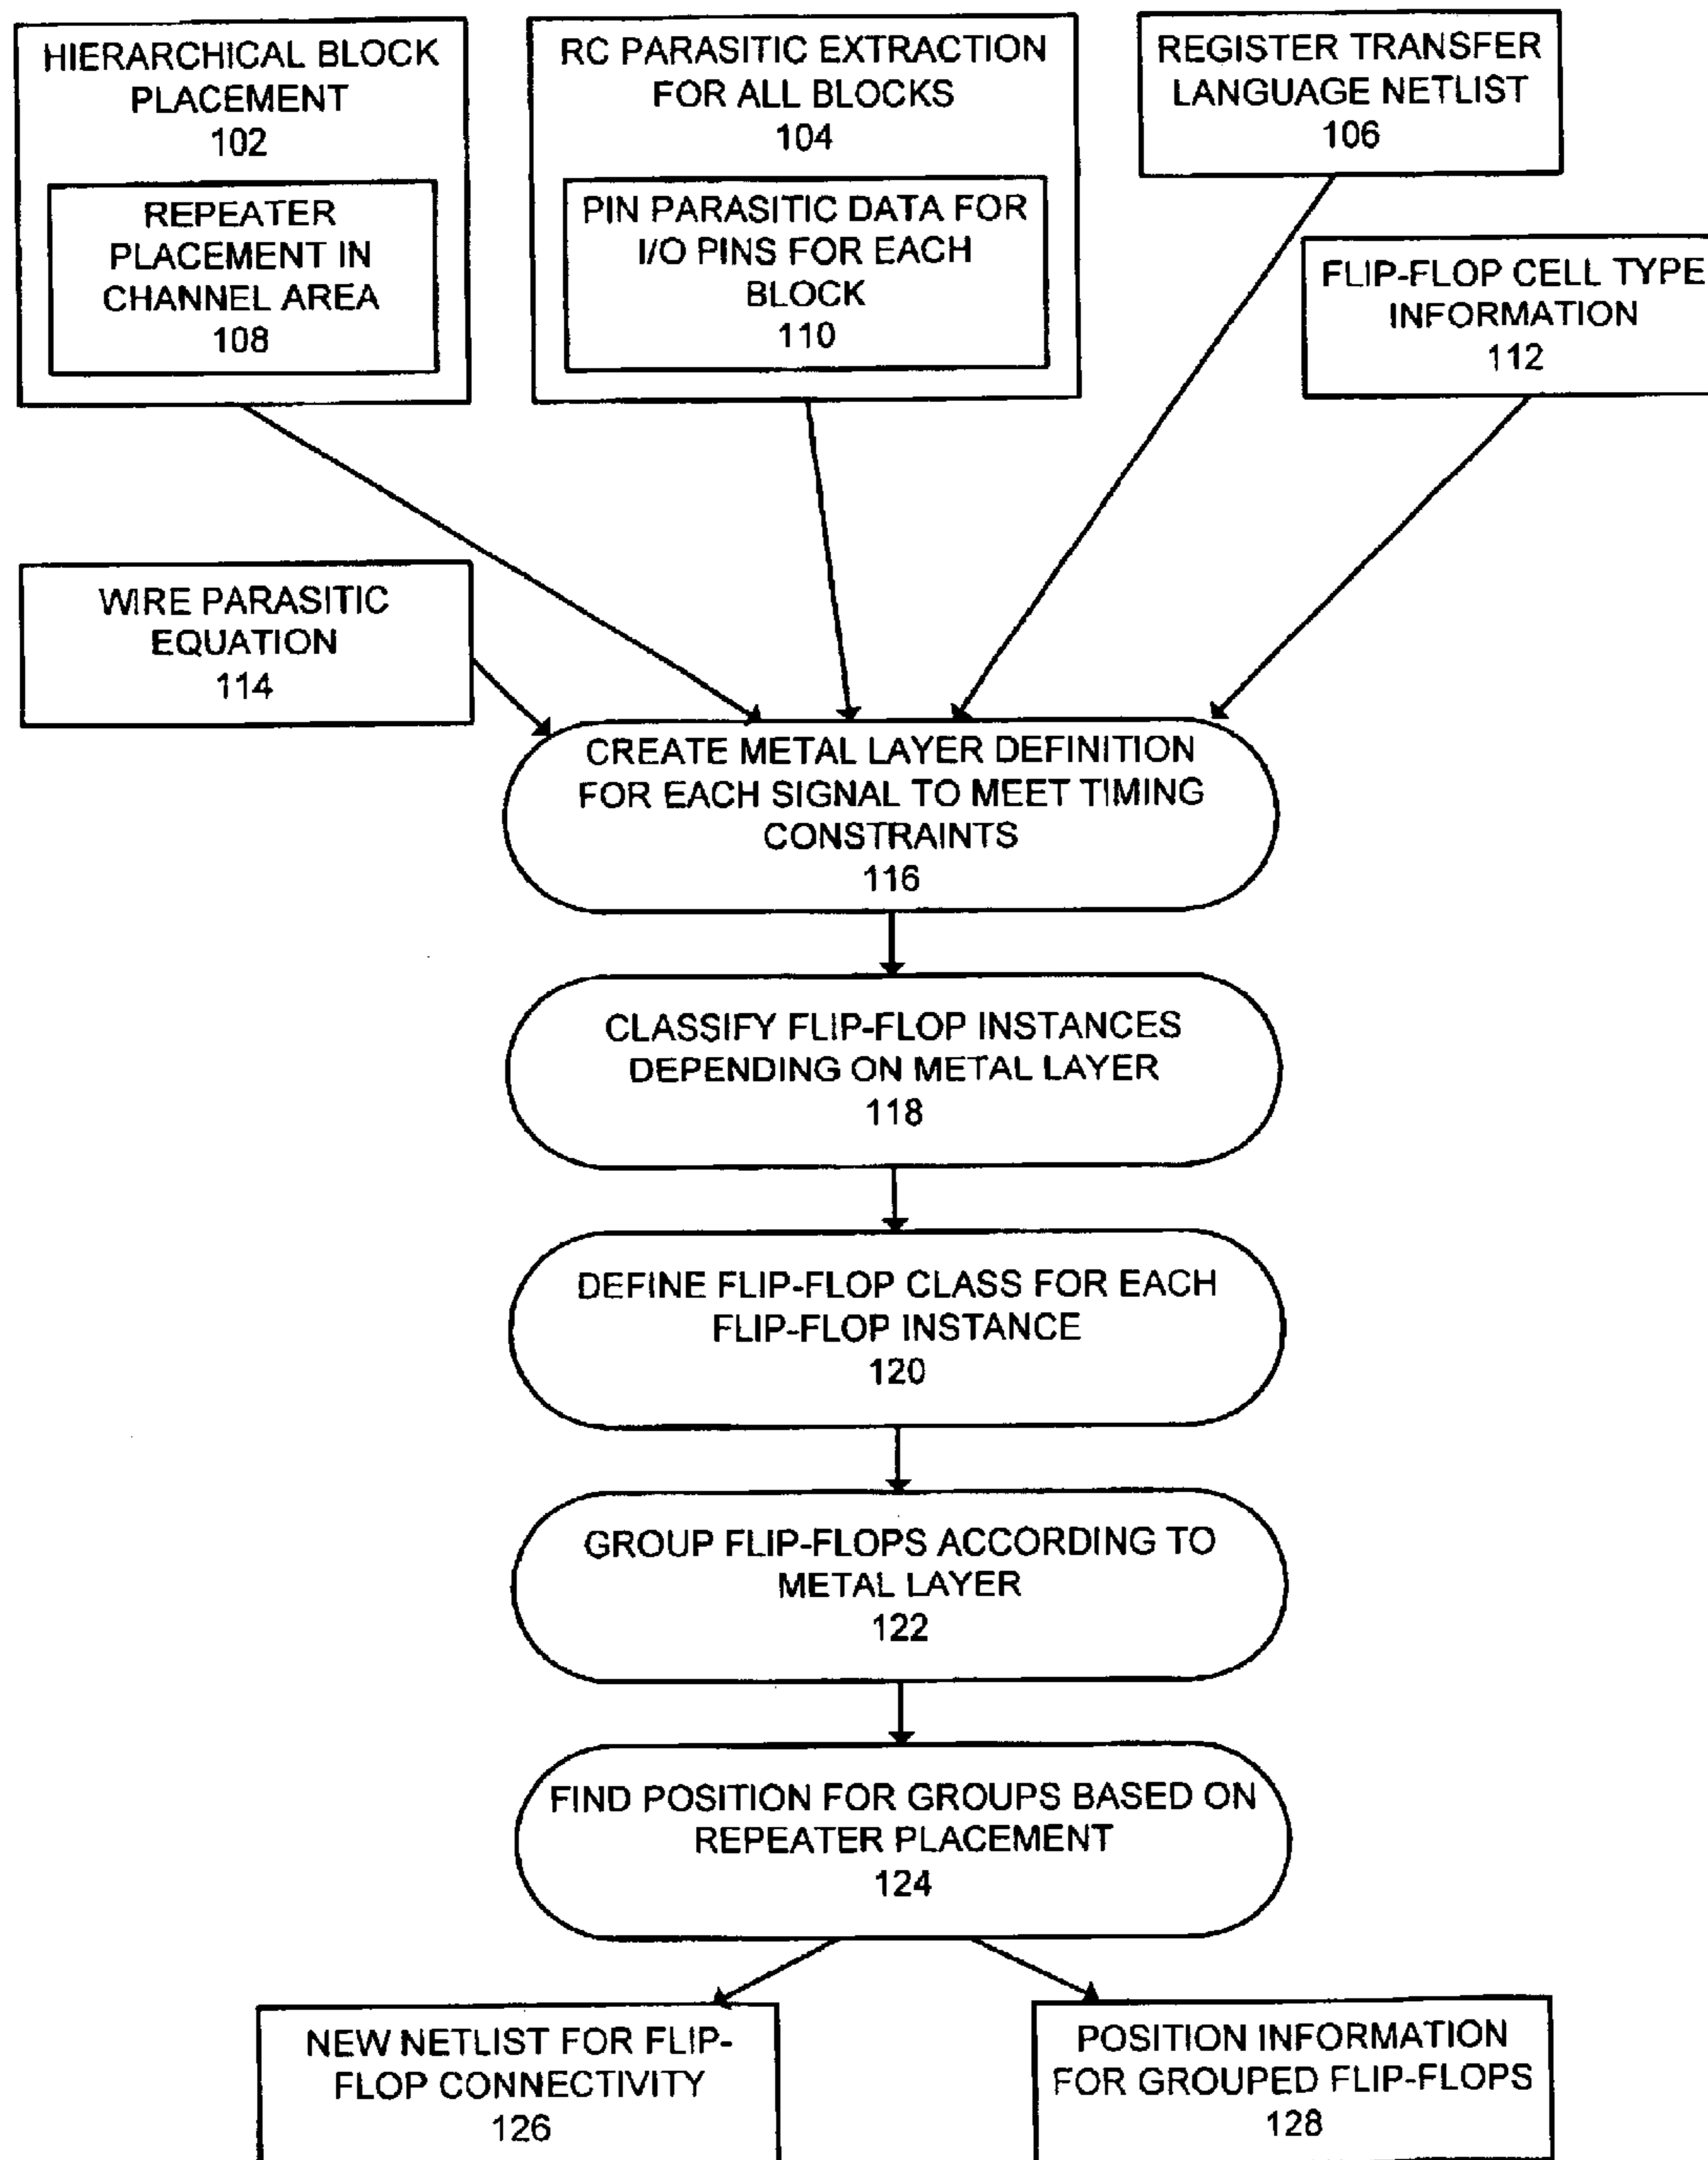 HIERARCHICAL BLOCK
PLACEMENT
102
REPEATER
PLACEMENT IN
CHANNEL AREA
108
RC PARASITIC EXTRACTION
FOR ALL BLOCKS
104
PIN PARASITIC DATA FOR
I/O PINS FOR EACH
BLOCK
110
REGISTER TRANSFER
LANGUAGE NETLIST
106
FLIP-FLOP CELL TYPE
INFORMATION
112
WIRE PARASITIC
EQUATION
114
CREATE METAL LAYER DEFINITION
FOR EACH SIGNAL TO MEET TIMING
CONSTRAINTS
116
CLASSIFY FLIP-FLOP INSTANCES
DEPENDING ON METAL LAYER
118
DEFINE FLIP-FLOP CLASS FOR EACH
FLIP-FLOP INSTANCE
120
GROUP FLIP-FLOPS ACCORDING TO
METAL LAYER
122
FIND POSITION FOR GROUPS BASED ON
REPEATER PLACEMENT
124
NEW NETLIST FOR FLIP-
FLOP CONNECTIVITY
126
POSITION INFORMATION
FOR GROUPED FLIP-FLOPS
128